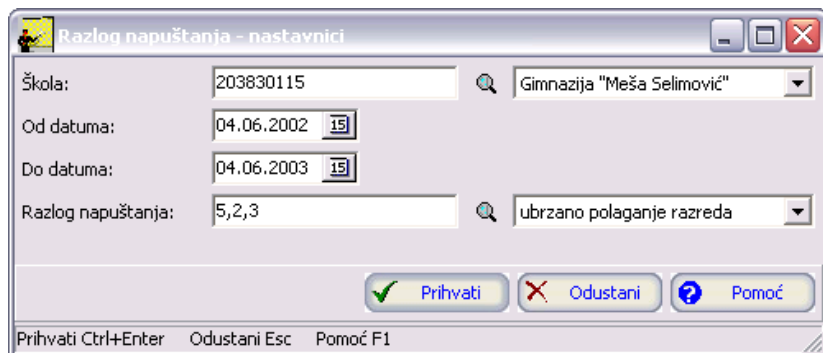 Razlog napuštanja - nastavnici
Škola: 203830115 Gimnazija "Meša Selimović"
Od datuma: 04.06.2002 15
Do datuma: 04.06.2003 15
Razlog napuštanja: 5,2,3 ubrzano polaganje razreda
Prihvati Odustani Pomoć
Prihvati Ctrl+Enter Odustani Esc Pomoć F1